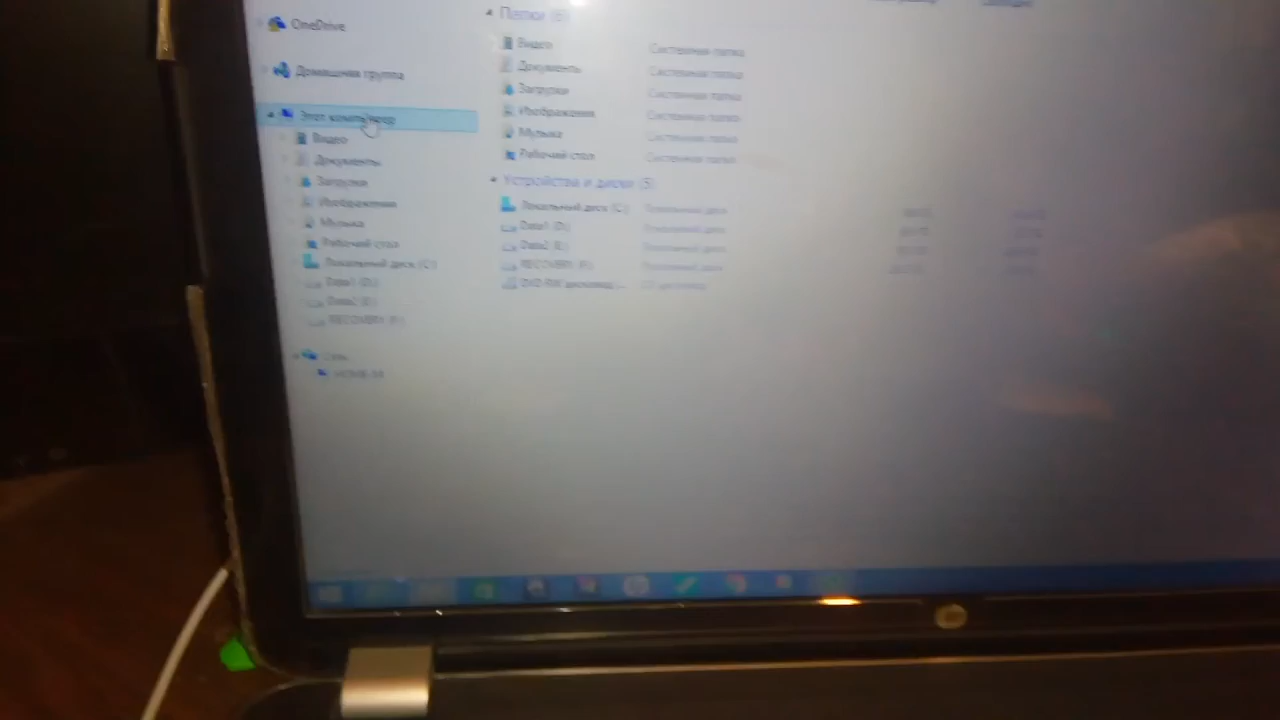 OneDrive
Домашняя группа
Этот компьютер
Видео
Документы
Загрузки
Изображения
Музыка
Рабочий стол
Локальный диск (C:)
Data1 (D:)
Data2 (E:)
RECOVERY (F:)
Сеть
Папки (6)
Видео Системная папка
Документы Системная папка
Загрузки Системная папка
Изображения Системная папка
Музыка Системная папка
Рабочий стол Системная папка
Устройства и диски (5)
Локальный диск (C:) Локальный диск
Data1 (D:) Локальный диск
Data2 (E:) Локальный диск
RECOVERY (F:) Локальный диск
DVD RW дисковод ...
hp